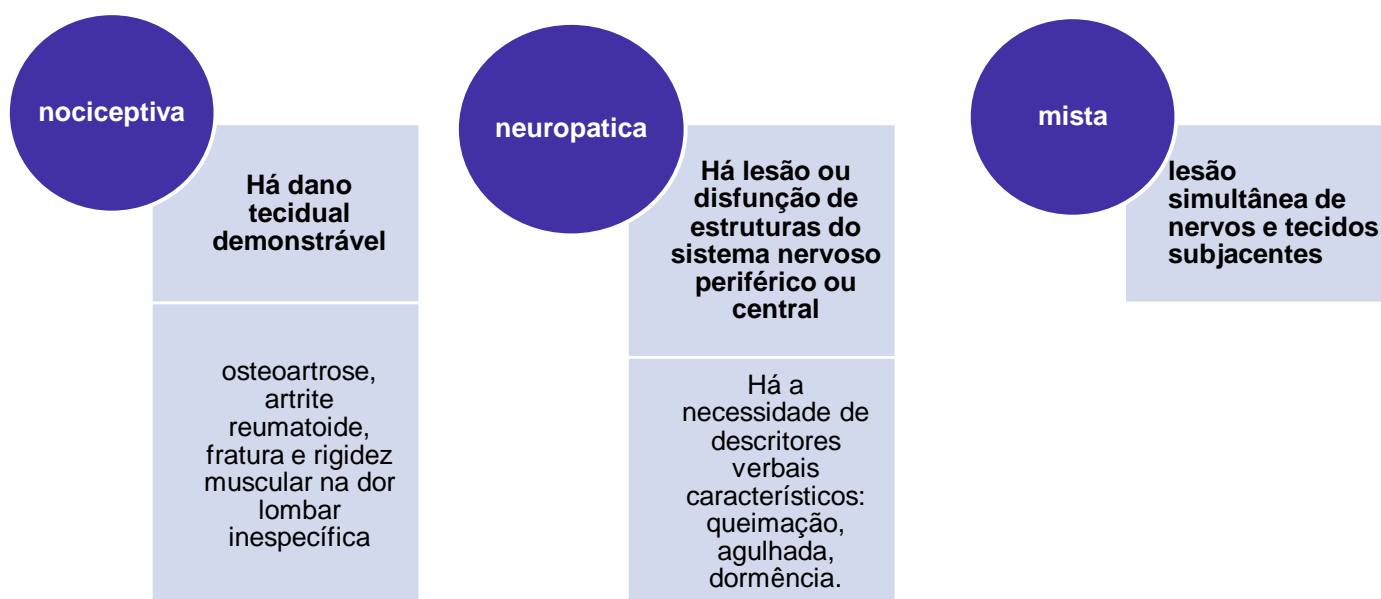 nociceptiva
Há dano
tecidual
demonstrável
osteoartrose,
artrite
reumatoide,
fratura e rigidez
muscular na dor
lombar
inespecífica
neuropatica
Há lesão ou
disfunção de
estruturas do
sistema nervoso
periférico ou
central
Há a
necessidade de
descritores
verbais
característicos:
queimação,
agulhada,
dormência.
mista
lesão
simultânea de
nervos e tecidos
subjacentes